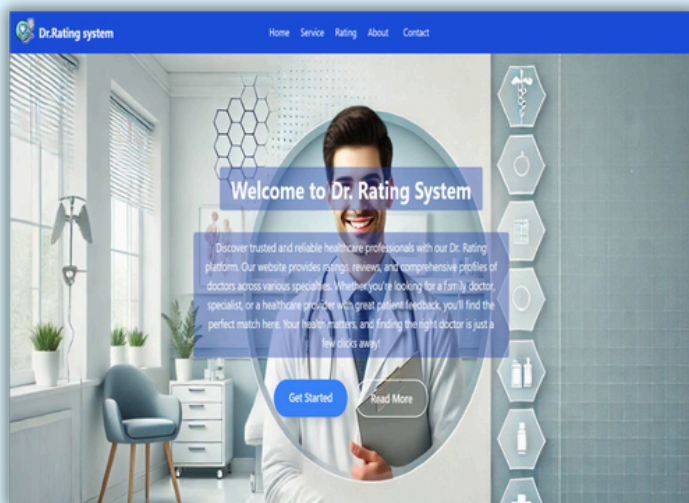 Dr.Rating system
Home Service Rating About Contact
Welcome to Dr. Rating System
Discover trusted and reliable healthcare professionals with our Dr. Rating
platform. Our website provides ratings, reviews, and comprehensive profiles of
doctors across various specialties. Whether you're looking for a family doctor,
specialist, or a healthcare provider with great patient feedback, you'll find the
perfect match here. Your health matters, and finding the right doctor is just a
few clicks away!
Get Started
Read More